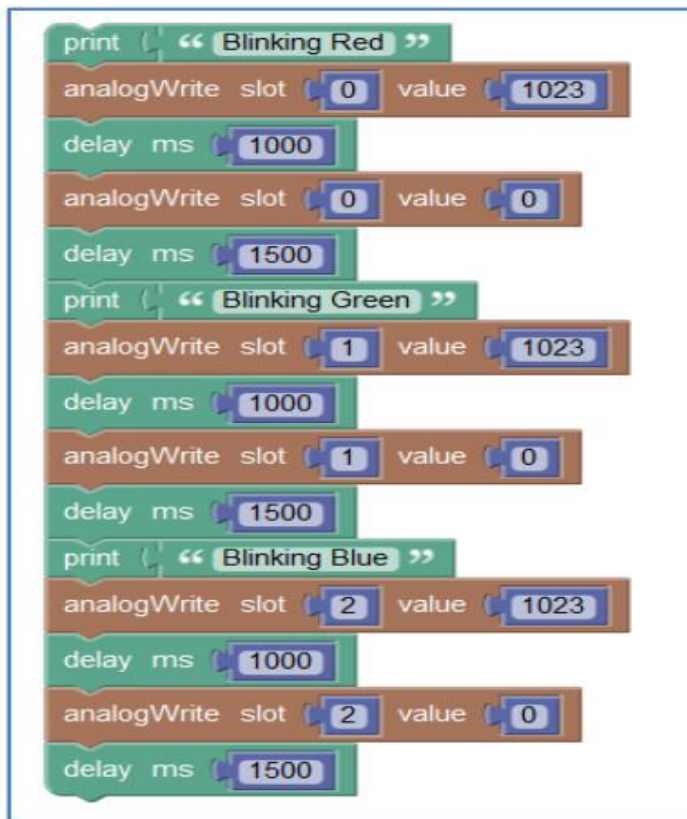 print “ Blinking Red ”
analogWrite slot 0 value 1023
delay ms 1000
analogWrite slot 0 value 0
delay ms 1500
print “ Blinking Green ”
analogWrite slot 1 value 1023
delay ms 1000
analogWrite slot 1 value 0
delay ms 1500
print “ Blinking Blue ”
analogWrite slot 2 value 1023
delay ms 1000
analogWrite slot 2 value 0
delay ms 1500